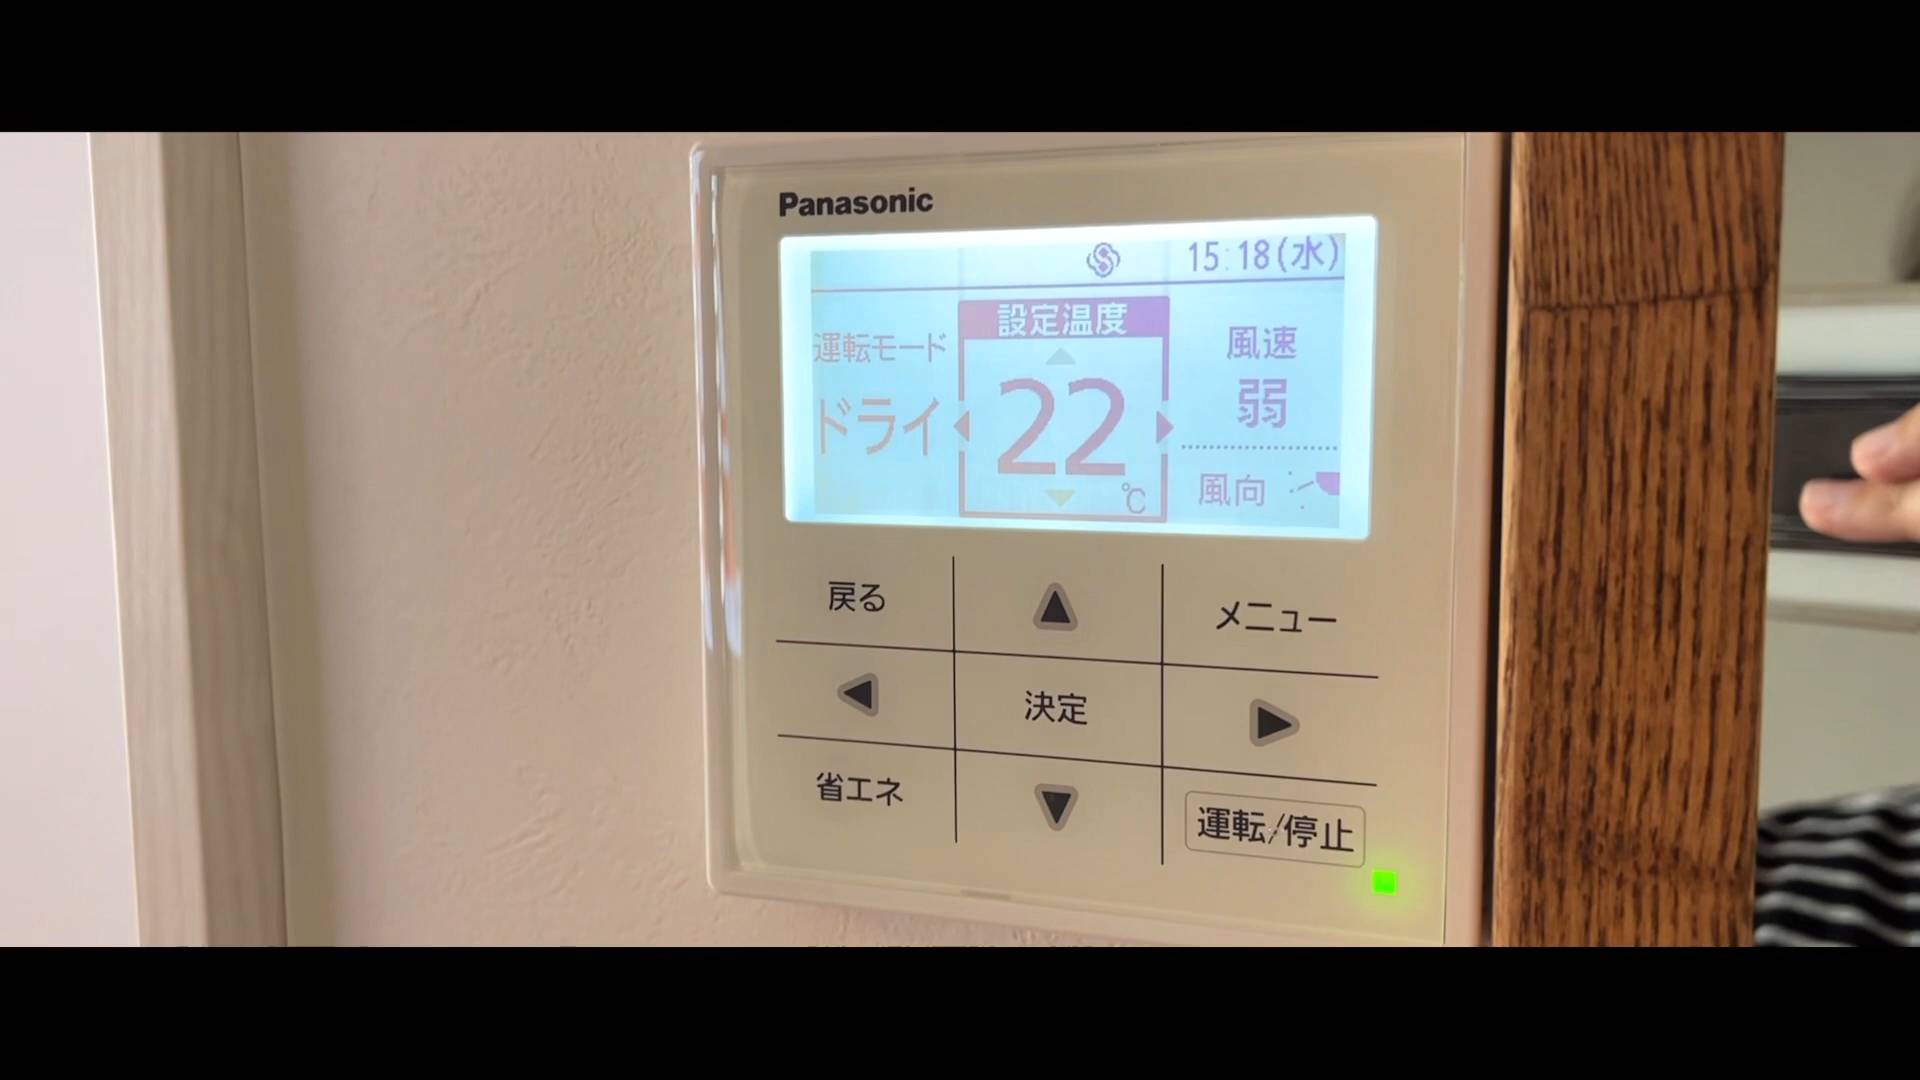 Panasonic
15:18(水)
運転モード
ドライ
設定温度
22
℃
風速
弱
風向
戻る
メニュー
決定
省エネ
運転/停止